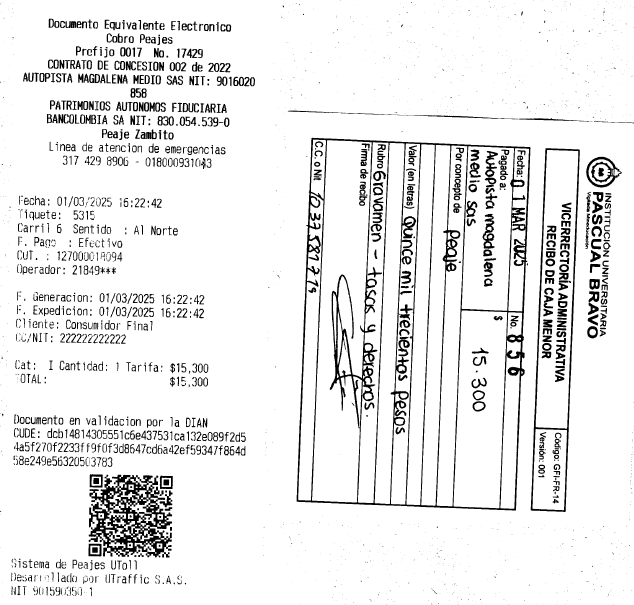 Documento Equivalente Electronico
Cobro Peajes
Prefijo 0017 No. 17429
CONTRATO DE CONCESION 002 de 2022
AUTOPISTA MAGDALENA MEDIO SAS NIT: 9016020
858
PATRIMONIOS AUTONOMOS FIDUCIARIA
BANCOLOMBIA SA NIT: 830.054.539-0
Peaje Zambito
Linea de atencion de emergencias
317 429 8906 - 018000931043
Fecha: 01/03/2025 16:22:42
Tiquete: 5315
Carril 6 Sentido : Al Norte
F. Pago : Efectivo
CUT. : 127000018094
Operador: 21849***
F. Generacion: 01/03/2025 16:22:42
F. Expedicion: 01/03/2025 16:22:42
Cliente: Consumidor Final
CC/NIT: 222222222222
Cat: I Cantidad: 1 Tarifa: $15,300
TOTAL: $15,300
Documento en validacion por la DIAN
CUDE: dcb14814305551c6e437531ca132e089f2d5
4a5f270f2233ff9f0f3d8647cd6a42ef59347f864d
58e249e56320503783
Sistema de Peajes UToll
Desarrollado por UTraffic S.A.S.
NIT 901590350-1
INSTITUCIÓN UNIVERSITARIA
PASCUAL BRAVO
VICERRECTORÍA ADMINISTRATIVA
RECIBO DE CAJA MENOR
Código: GFI-FR-14
Versión: 001
Fecha: 01 MAR 2025 No. 856
Pagado a: Autopista magdalena
medio sas $ 15.300
Por concepto de peaje
Valor (en letras) Quince mil trecientos pesos
Rubro Gravamen - tasas y derechos.
Firma de recibo
C.C. o Nit 1037581719